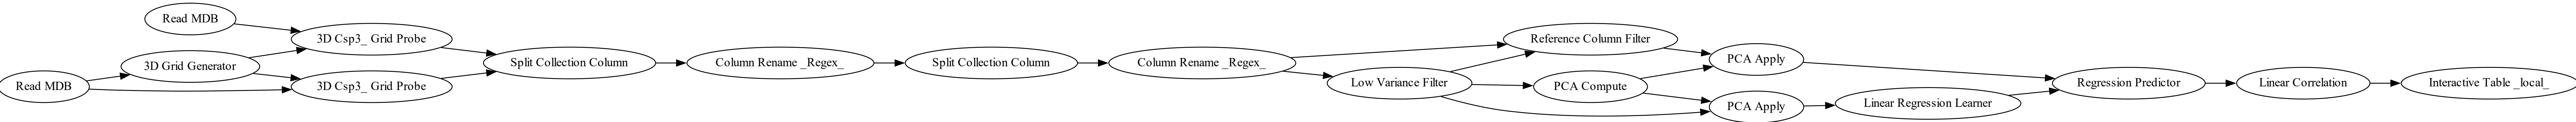 Read MDB
Read MDB
3D Grid Generator
3D Csp3_ Grid Probe
3D Csp3_ Grid Probe
Split Collection Column
Column Rename _Regex_
Split Collection Column
Column Rename _Regex_
Low Variance Filter
Reference Column Filter
PCA Compute
PCA Apply
PCA Apply
Linear Regression Learner
Regression Predictor
Linear Correlation
Interactive Table _local_